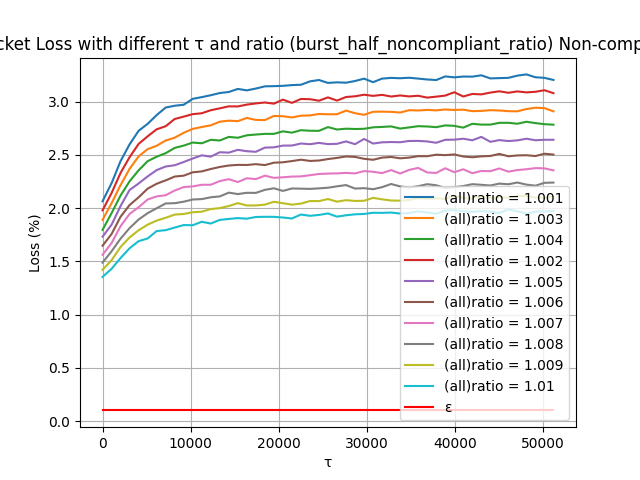 cket Loss with different τ and ratio (burst_half_noncompliant_ratio) Non-comp
Loss (%)
3.0
2.5
2.0
1.5
1.0
0.5
0.0
0 10000 20000 30000 40000 50000
τ
(all)ratio = 1.001
(all)ratio = 1.003
(all)ratio = 1.004
(all)ratio = 1.002
(all)ratio = 1.005
(all)ratio = 1.006
(all)ratio = 1.007
(all)ratio = 1.008
(all)ratio = 1.009
(all)ratio = 1.01
ε